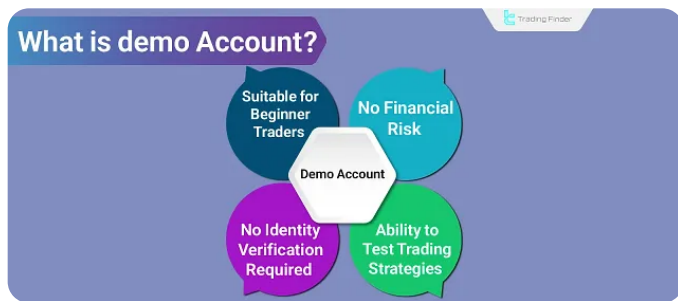 What is demo Account?
Trading Finder
Suitable for
Beginner
Traders
No Financial
Risk
Demo Account
No Identity
Verification
Required
Ability to
Test Trading
Strategies